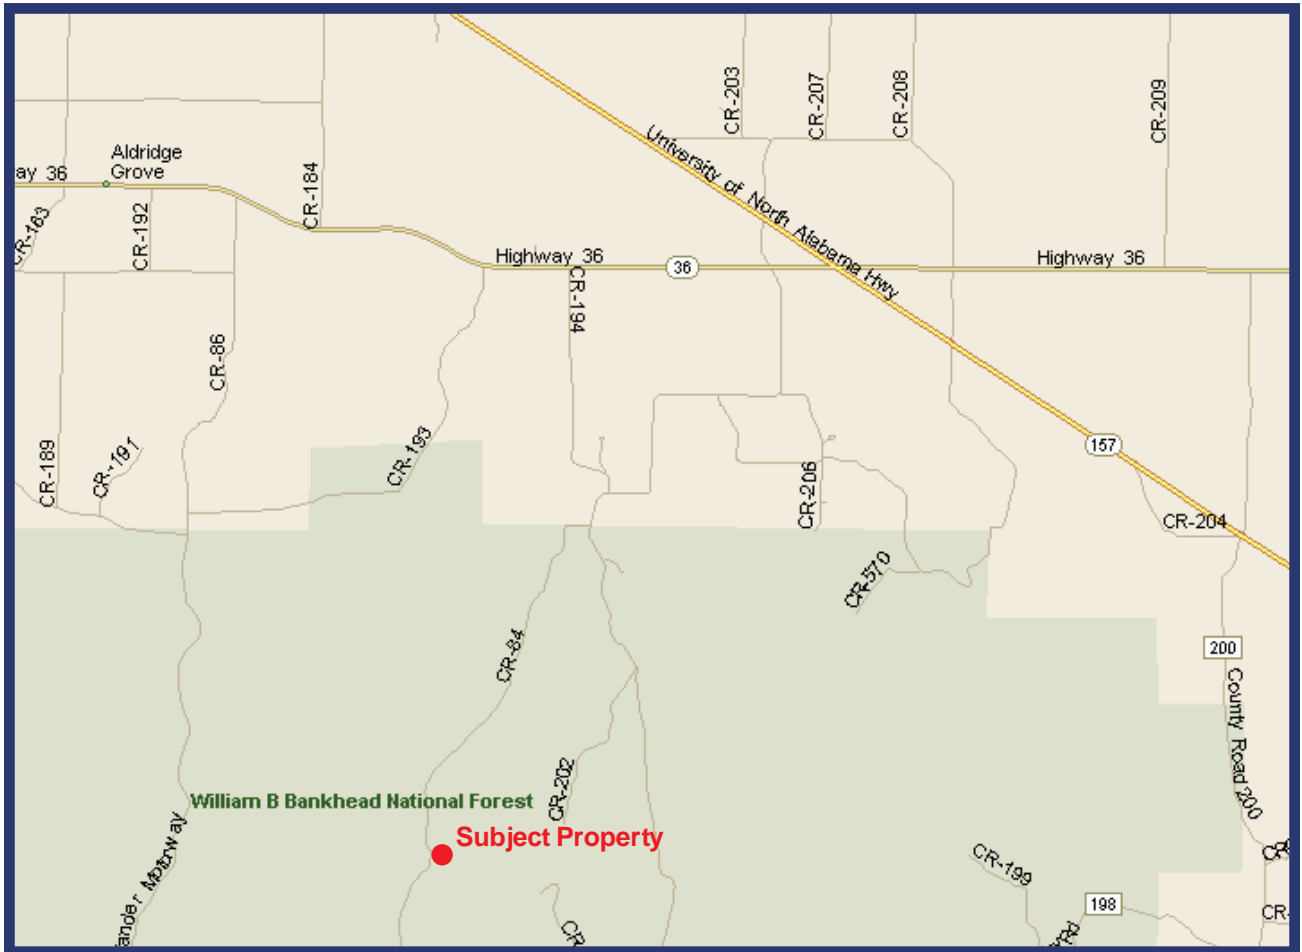 CR-203
CR-207
CR-208
CR-209
University of North Alabama Hwy
Aldridge
Grove
ay 36
CR-184
CR-163
CR-192
Highway 36
36
Highway 36
CR-194
CR-86
CR-193
157
CR-189
CR-191
CR-206
CR-204
CR-570
CR-84
200
County Road 200
CR-202
William B Bankhead National Forest
Subject Property
ander Motorway
CR-199
198
CR-
CR
Rd